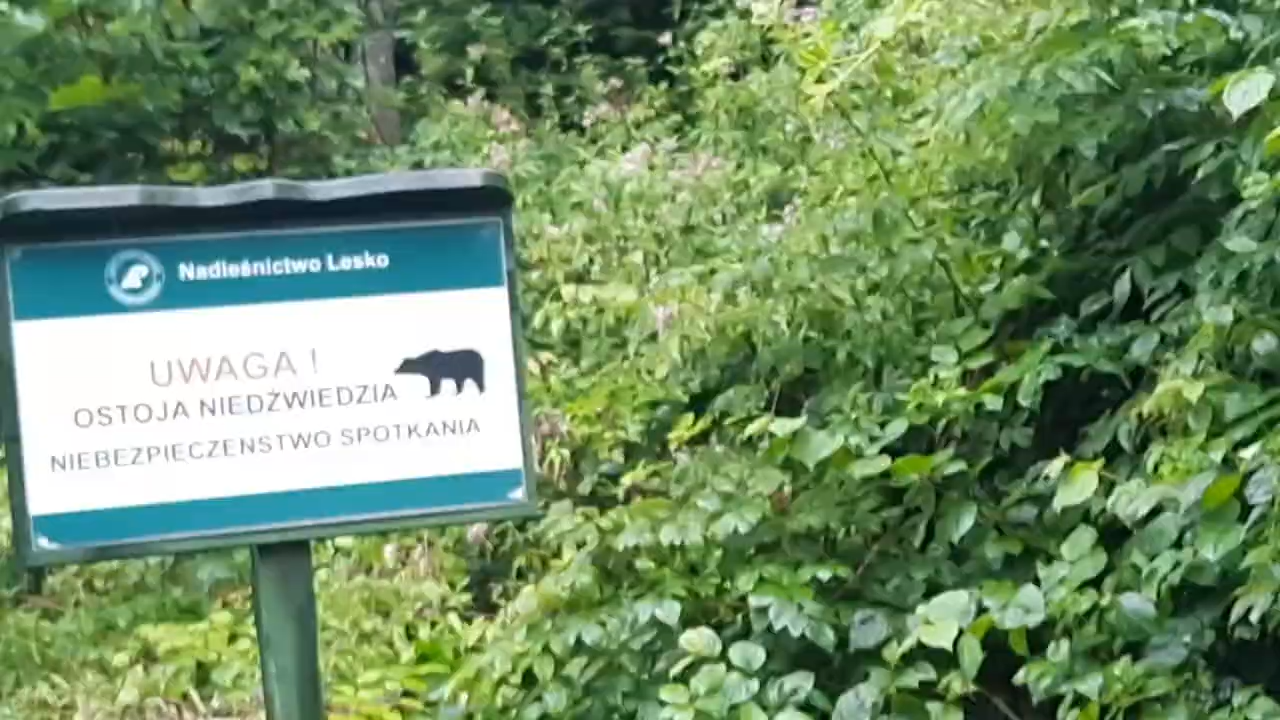 Nadleśnictwo Lesko
UWAGA !
OSTOJA NIEDŹWIEDZIA
NIEBEZPIECZENSTWO SPOTKANIA